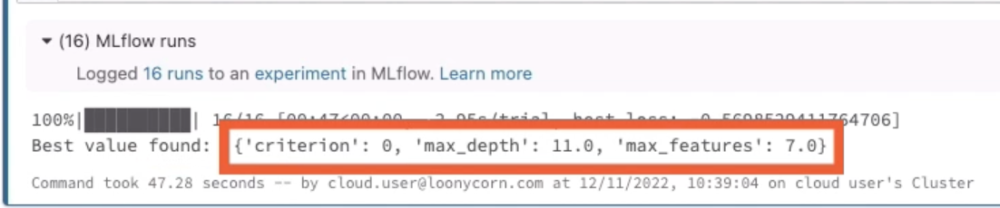 (16) MLflow runs
Logged 16 runs to an experiment in MLflow. Learn more
100%|██████████| 16/16 [00:47<00:00, 2.95s/trial, best loss: -0.5698529411764706]
Best value found: {'criterion': 0, 'max_depth': 11.0, 'max_features': 7.0}
Command took 47.28 seconds -- by cloud.user@loonycorn.com at 12/11/2022, 10:39:04 on cloud user's Cluster